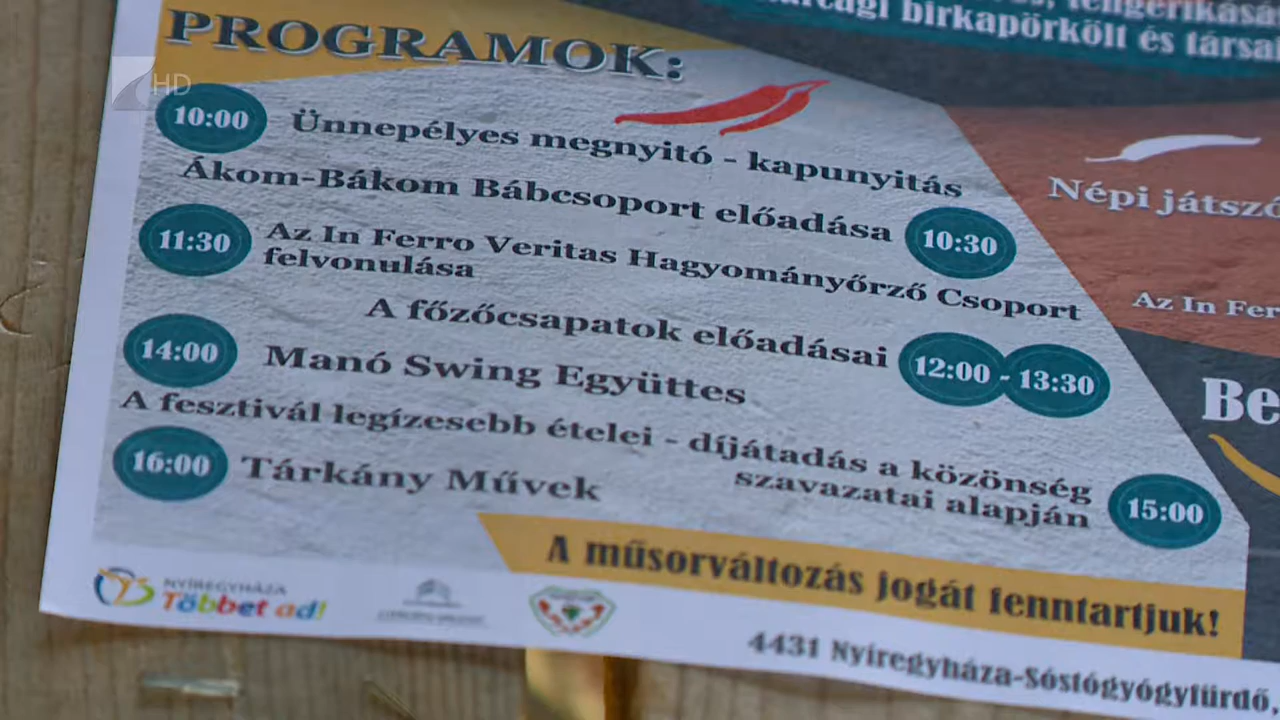 HD
PROGRAMOK:
10:00 Ünnepélyes megnyitó - kapunyitás
Ákom-Bákom Bábcsoport előadása 10:30
11:30 Az In Ferro Veritas Hagyományőrző Csoport
felvonulása
A főzőcsapatok előadásai 12:00 - 13:30
14:00 Manó Swing Együttes
A fesztivál legízesebb ételei - díjátadás a közönség
szavazatai alapján 15:00
16:00 Tárkány Művek
A műsorváltozás jogát fenntartjuk!
NYÍREGYHÁZA
Többet ad!
4431 Nyíregyháza-Sóstógyógyfürdő,
birkapörkölt és társai
Népi játszó
Az In Fer
Be